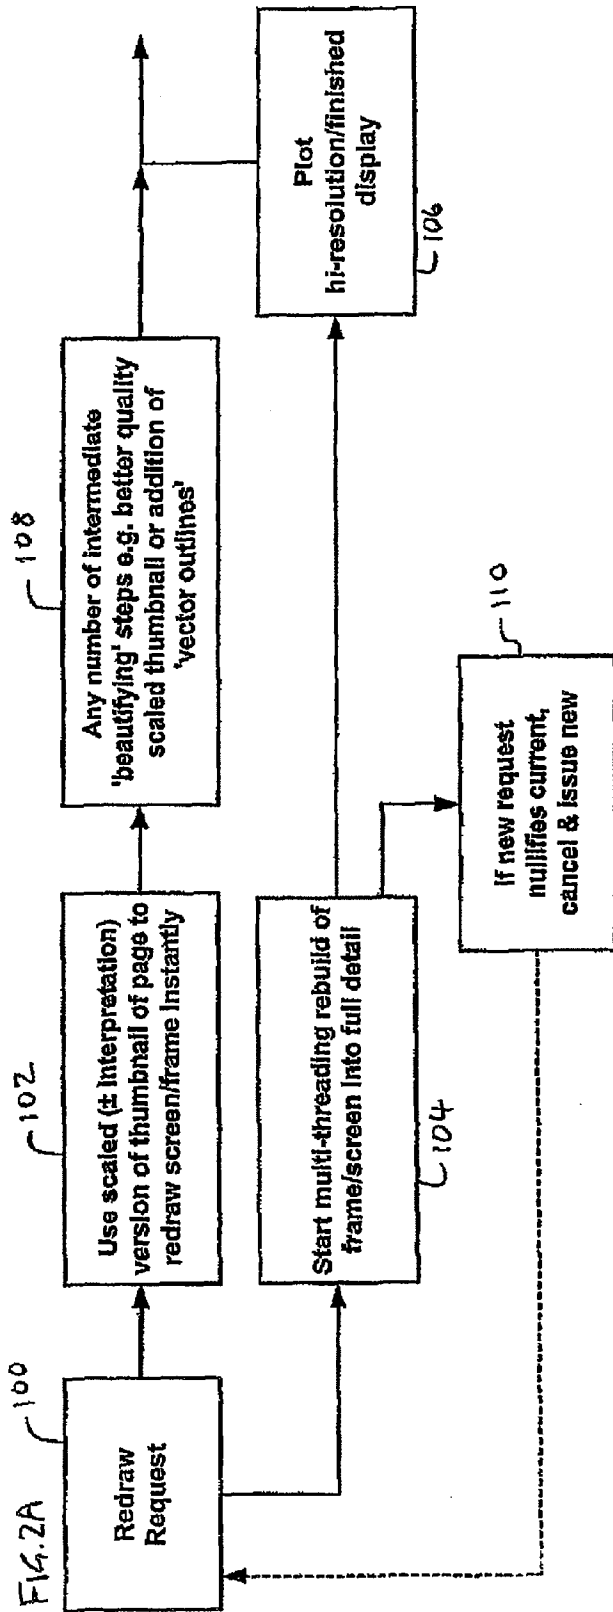 FIG. 2A
100
Redraw
Request
102
Use scaled (± Interpretation)
version of thumbnail of page to
redraw screen/frame instantly
108
Any number of intermediate
'beautifying' steps e.g. better quality
scaled thumbnail or addition of
'vector outlines'
Start multi-threading rebuild of
frame/screen into full detail
104
Plot
hi-resolution/finished
display
106
110
If new request
nullifies current,
cancel & issue new